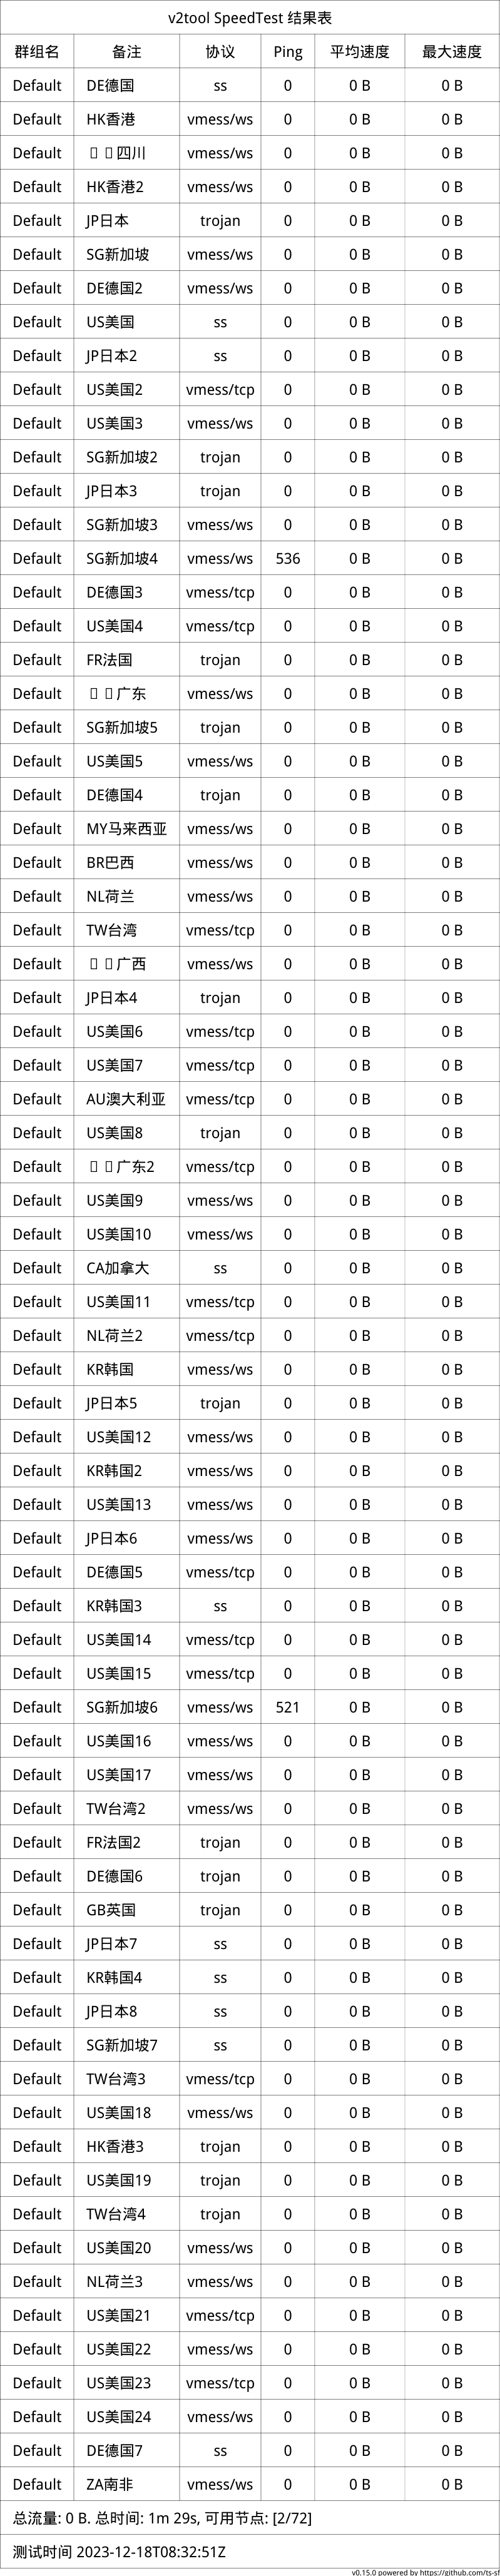 v2tool SpeedTest 结果表
群组名 备注 协议 Ping 平均速度 最大速度
Default DE德国 ss 0 0 B 0 B
Default HK香港 vmess/ws 0 0 B 0 B
Default 四川 vmess/ws 0 0 B 0 B
Default HK香港2 vmess/ws 0 0 B 0 B
Default JP日本 trojan 0 0 B 0 B
Default SG新加坡 vmess/ws 0 0 B 0 B
Default DE德国2 vmess/ws 0 0 B 0 B
Default US美国 ss 0 0 B 0 B
Default JP日本2 ss 0 0 B 0 B
Default US美国2 vmess/tcp 0 0 B 0 B
Default US美国3 vmess/ws 0 0 B 0 B
Default SG新加坡2 trojan 0 0 B 0 B
Default JP日本3 trojan 0 0 B 0 B
Default SG新加坡3 vmess/ws 0 0 B 0 B
Default SG新加坡4 vmess/ws 536 0 B 0 B
Default DE德国3 vmess/tcp 0 0 B 0 B
Default US美国4 vmess/tcp 0 0 B 0 B
Default FR法国 trojan 0 0 B 0 B
Default 广东 vmess/ws 0 0 B 0 B
Default SG新加坡5 trojan 0 0 B 0 B
Default US美国5 vmess/ws 0 0 B 0 B
Default DE德国4 trojan 0 0 B 0 B
Default MY马来西亚 vmess/ws 0 0 B 0 B
Default BR巴西 vmess/ws 0 0 B 0 B
Default NL荷兰 vmess/ws 0 0 B 0 B
Default TW台湾 vmess/tcp 0 0 B 0 B
Default 广西 vmess/ws 0 0 B 0 B
Default JP日本4 trojan 0 0 B 0 B
Default US美国6 vmess/tcp 0 0 B 0 B
Default US美国7 vmess/tcp 0 0 B 0 B
Default AU澳大利亚 vmess/tcp 0 0 B 0 B
Default US美国8 trojan 0 0 B 0 B
Default 广东2 vmess/tcp 0 0 B 0 B
Default US美国9 vmess/ws 0 0 B 0 B
Default US美国10 vmess/ws 0 0 B 0 B
Default CA加拿大 ss 0 0 B 0 B
Default US美国11 vmess/tcp 0 0 B 0 B
Default NL荷兰2 vmess/tcp 0 0 B 0 B
Default KR韩国 vmess/ws 0 0 B 0 B
Default JP日本5 trojan 0 0 B 0 B
Default US美国12 vmess/ws 0 0 B 0 B
Default KR韩国2 vmess/ws 0 0 B 0 B
Default US美国13 vmess/ws 0 0 B 0 B
Default JP日本6 vmess/ws 0 0 B 0 B
Default DE德国5 vmess/tcp 0 0 B 0 B
Default KR韩国3 ss 0 0 B 0 B
Default US美国14 vmess/tcp 0 0 B 0 B
Default US美国15 vmess/tcp 0 0 B 0 B
Default SG新加坡6 vmess/ws 521 0 B 0 B
Default US美国16 vmess/ws 0 0 B 0 B
Default US美国17 vmess/ws 0 0 B 0 B
Default TW台湾2 vmess/ws 0 0 B 0 B
Default FR法国2 trojan 0 0 B 0 B
Default DE德国6 trojan 0 0 B 0 B
Default GB英国 trojan 0 0 B 0 B
Default JP日本7 ss 0 0 B 0 B
Default KR韩国4 ss 0 0 B 0 B
Default JP日本8 ss 0 0 B 0 B
Default SG新加坡7 ss 0 0 B 0 B
Default TW台湾3 vmess/tcp 0 0 B 0 B
Default US美国18 vmess/ws 0 0 B 0 B
Default HK香港3 trojan 0 0 B 0 B
Default US美国19 trojan 0 0 B 0 B
Default TW台湾4 trojan 0 0 B 0 B
Default US美国20 vmess/ws 0 0 B 0 B
Default NL荷兰3 vmess/ws 0 0 B 0 B
Default US美国21 vmess/tcp 0 0 B 0 B
Default US美国22 vmess/ws 0 0 B 0 B
Default US美国23 vmess/tcp 0 0 B 0 B
Default US美国24 vmess/ws 0 0 B 0 B
Default DE德国7 ss 0 0 B 0 B
Default ZA南非 vmess/ws 0 0 B 0 B
总流量: 0 B. 总时间: 1m 29s, 可用节点: [2/72]
测试时间 2023-12-18T08:32:51Z
v0.15.0 powered by https://github.com/ts-sl